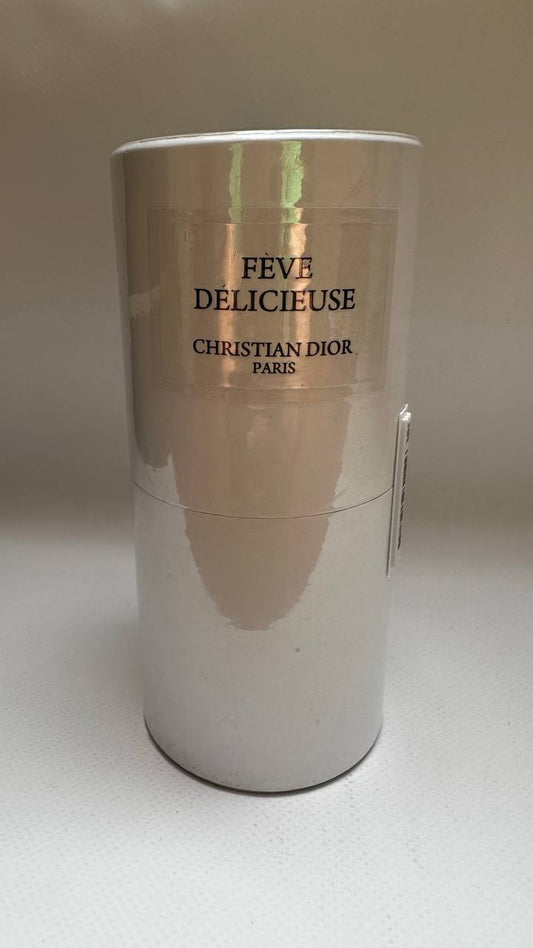 FÈVE
DÉLICIEUSE
CHRISTIAN DIOR
PARIS